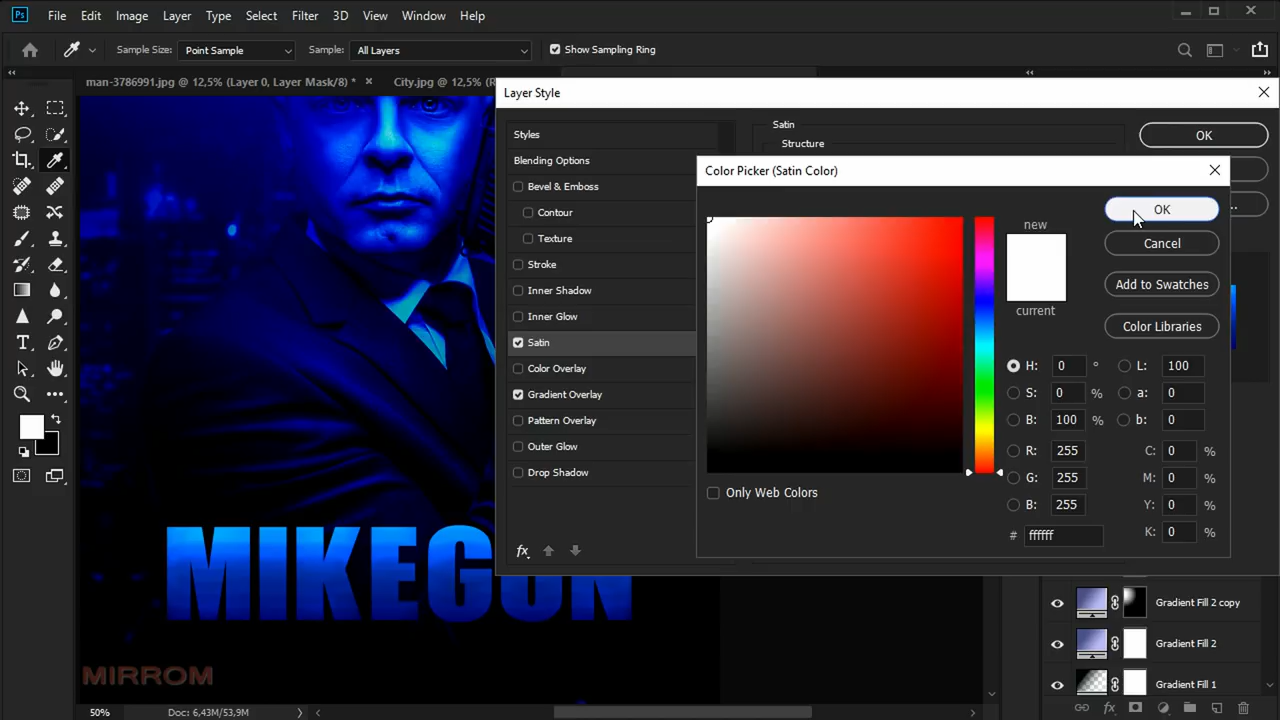 Ps File Edit Image Layer Type Select Filter 3D View Window Help
Sample Size: Point Sample Sample: All Layers Show Sampling Ring
man-3786991.jpg @ 12,5% (Layer 0, Layer Mask/8) * × City.jpg @ 12,5% (R
Layer Style
Styles
Blending Options
Bevel & Emboss
Contour
Texture
Stroke
Inner Shadow
Inner Glow
Satin
Color Overlay
Gradient Overlay
Pattern Overlay
Outer Glow
Drop Shadow
fx
Satin
Structure
OK
...
Color Picker (Satin Color)
new
current
OK
Cancel
Add to Swatches
Color Libraries
H: 0 ° L: 100
S: 0 % a: 0
B: 100 % b: 0
R: 255 C: 0 %
G: 255 M: 0 %
B: 255 Y: 0 %
# ffffff K: 0 %
Only Web Colors
MIKEGUN
MIRROM
Gradient Fill 2 copy
Gradient Fill 2
Gradient Fill 1
fx
50% Doc: 6,43M/53,9M